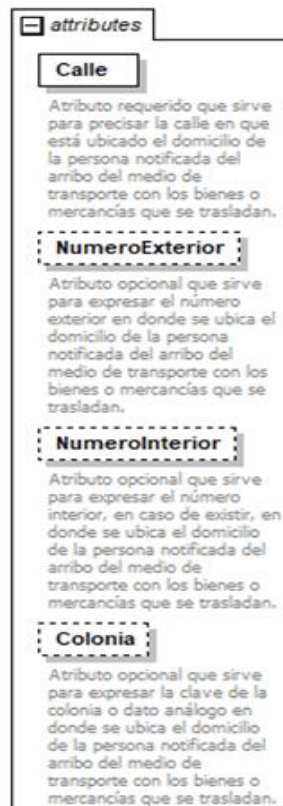 attributes
Calle
Atributo requerido que sirve
para precisar la calle en que
está ubicado el domicilio de
la persona notificada del
arribo del medio de
transporte con los bienes o
mercancías que se trasladan.
NumeroExterior
Atributo opcional que sirve
para expresar el número
exterior en donde se ubica el
domicilio de la persona
notificada del arribo del
medio de transporte con los
bienes o mercancías que se
trasladan.
NumeroInterior
Atributo opcional que sirve
para expresar el número
interior, en caso de existir, en
donde se ubica el domicilio
de la persona notificada del
arribo del medio de
transporte con los bienes o
mercancías que se trasladan.
Colonia
Atributo opcional que sirve
para expresar la clave de la
colonia o dato análogo en
donde se ubica el domicilio
de la persona notificada del
arribo del medio de
transporte con los bienes o
mercancías que se trasladan.